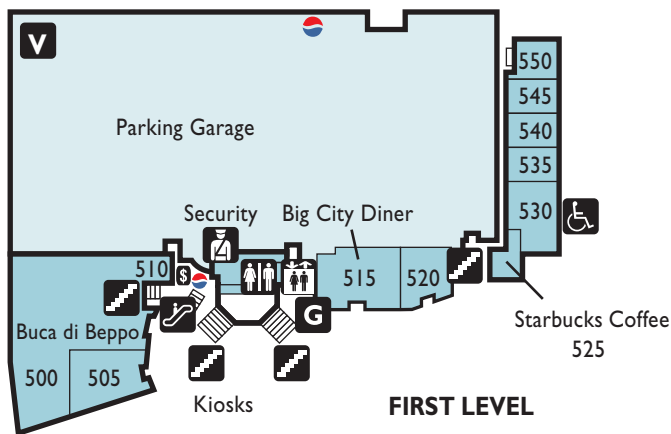 V
550
545
540
535
530
Parking Garage
Security
Big City Diner
510
$
515
520
G
Buca di Beppo
500
505
Starbucks Coffee
525
Kiosks
FIRST LEVEL